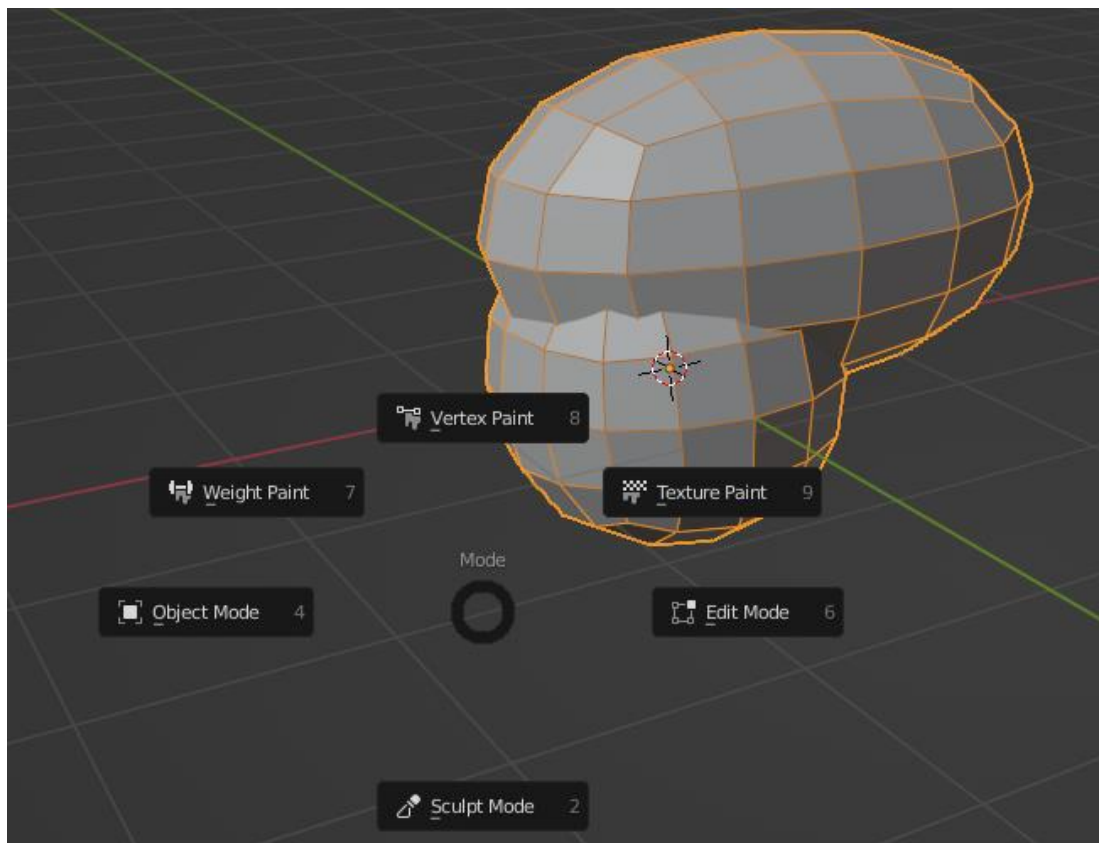 Vertex Paint 8
Weight Paint 7
Texture Paint 9
Mode
Object Mode 4
Edit Mode 6
Sculpt Mode 2